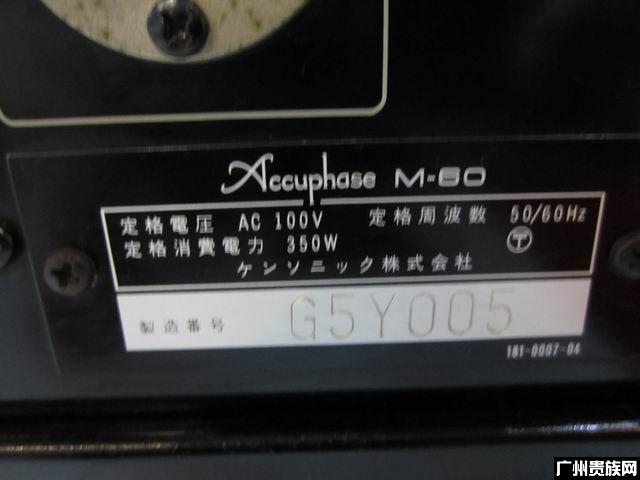 Accuphase M-60
定格電圧 AC 100V 定格周波数 50/60Hz
定格消費電力 350W 〒
ケンソニック株式会社
製造番号 G5Y005
181-0007-04
广州贵族网